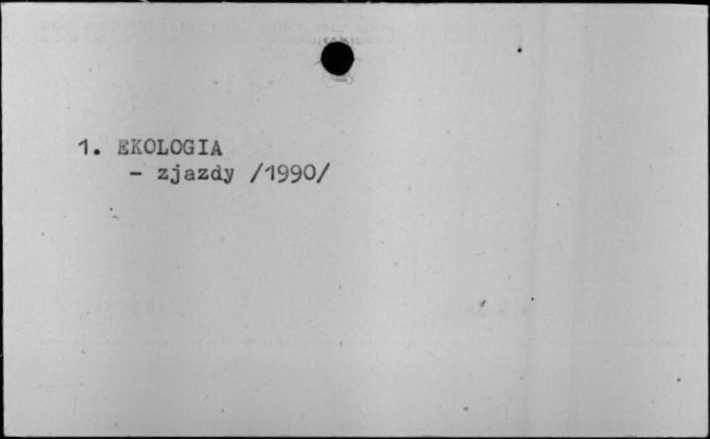 1. EKOLOGIA
- zjazdy /1990/